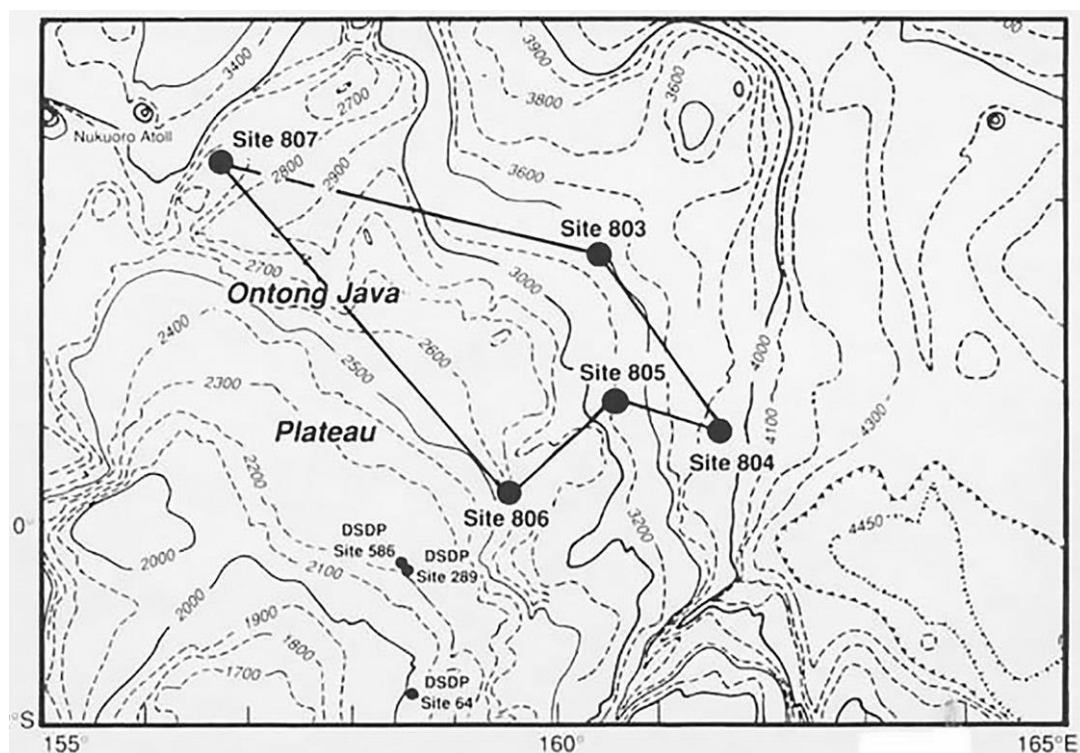 3400
3900
3800
3600
2700
Nukuoro Atoll
Site 807
2800
2900
3600
Site 803
2700
3000
Ontong Java
2400
2500
2600
4000
2300
Site 805
4100
4300
Plateau
Site 804
2200
Site 806
3200
4450
0°
DSDP
Site 586
DSDP
Site 289
2000
2100
2000
1900
1800
1700
DSDP
Site 64
°S
155°
160°
165°E